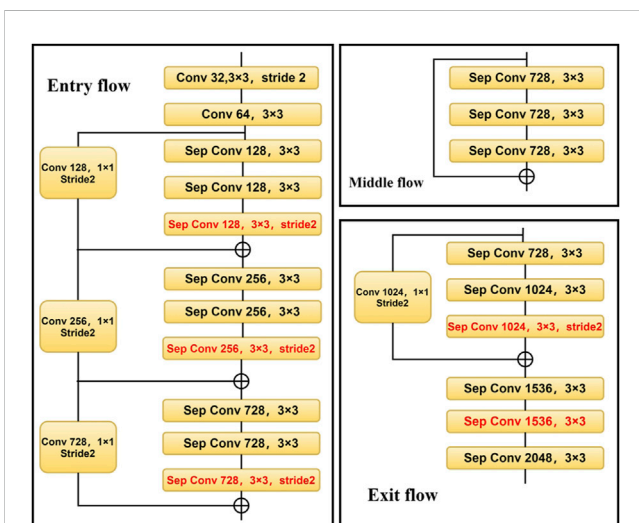 Entry flow
Conv 32,3×3, stride 2
Conv 64, 3×3
Conv 128, 1×1
Stride2
Sep Conv 128, 3×3
Sep Conv 128, 3×3
Sep Conv 128, 3×3, stride2
Conv 256, 1×1
Stride2
Sep Conv 256, 3×3
Sep Conv 256, 3×3
Sep Conv 256, 3×3, stride2
Conv 728, 1×1
Stride2
Sep Conv 728, 3×3
Sep Conv 728, 3×3
Sep Conv 728, 3×3, stride2
Sep Conv 728, 3×3
Sep Conv 728, 3×3
Sep Conv 728, 3×3
Middle flow
Sep Conv 728, 3×3
Conv 1024, 1×1
Stride2
Sep Conv 1024, 3×3
Sep Conv 1024, 3×3, stride2
Sep Conv 1536, 3×3
Sep Conv 1536, 3×3
Sep Conv 2048, 3×3
Exit flow